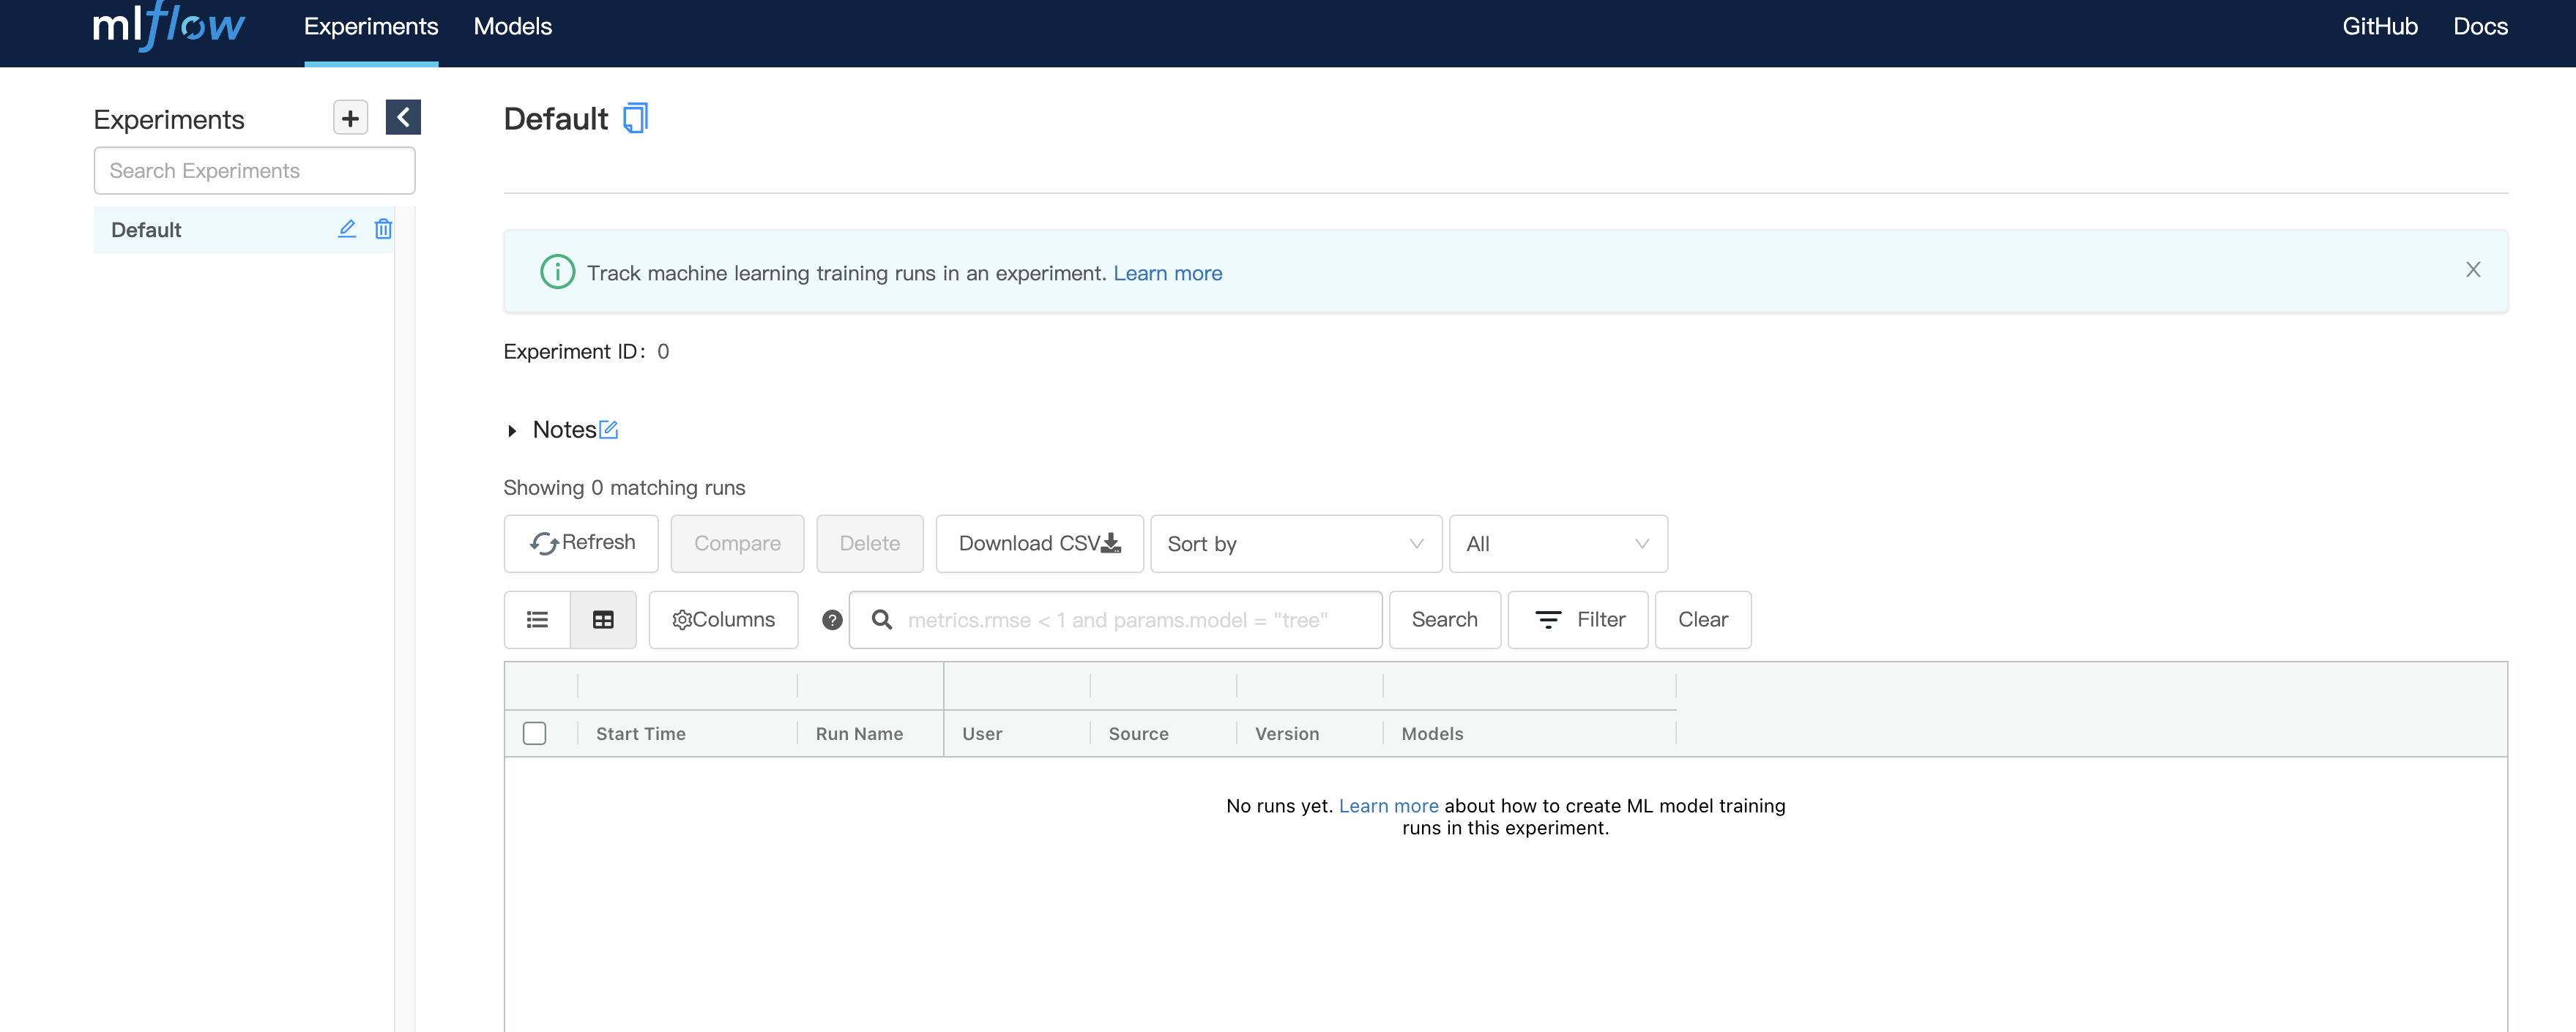 mlflow Experiments Models GitHub Docs
Experiments
Search Experiments
Default
Default
Track machine learning training runs in an experiment. Learn more
Experiment ID: 0
Notes
Showing 0 matching runs
Refresh Compare Delete Download CSV Sort by All
Columns metrics.rmse < 1 and params.model = "tree" Search Filter Clear
Start Time Run Name User Source Version Models
No runs yet. Learn more about how to create ML model training
runs in this experiment.